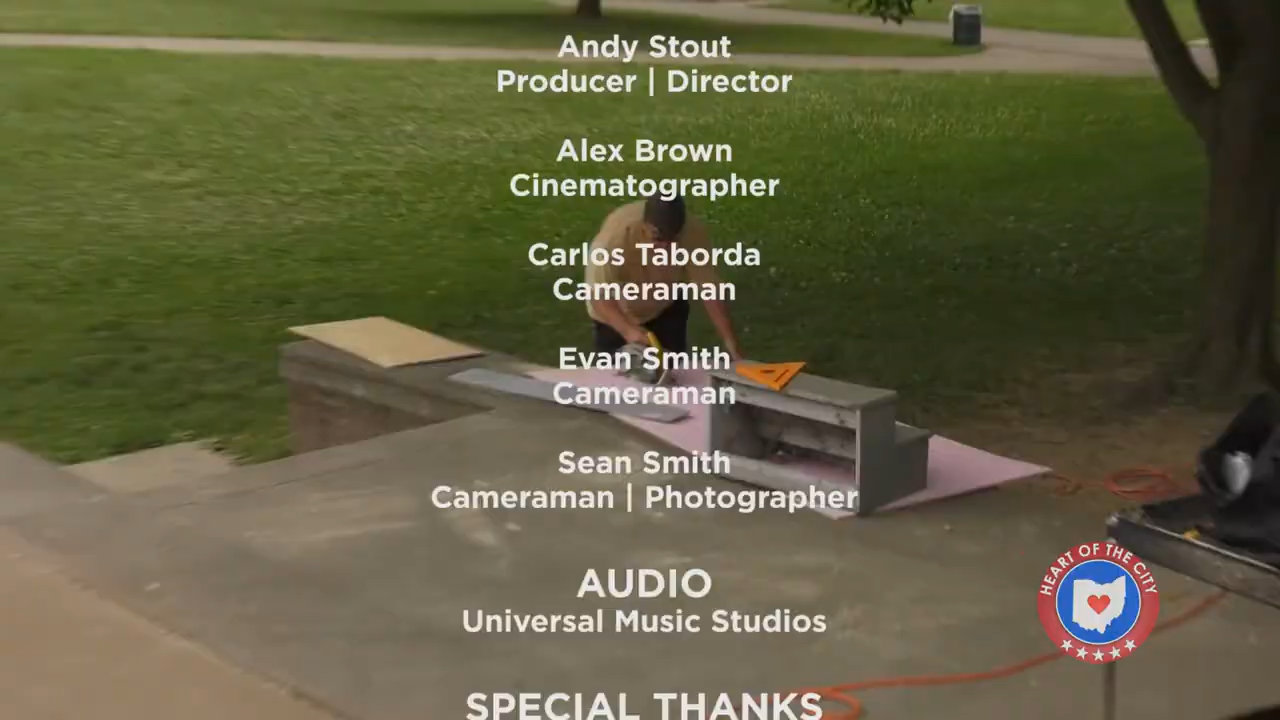 Andy Stout
Producer | Director
Alex Brown
Cinematographer
Carlos Taborda
Cameraman
Evan Smith
Cameraman
Sean Smith
Cameraman | Photographer
AUDIO
Universal Music Studios
HEART OF THE CITY
SPECIAL THANKS